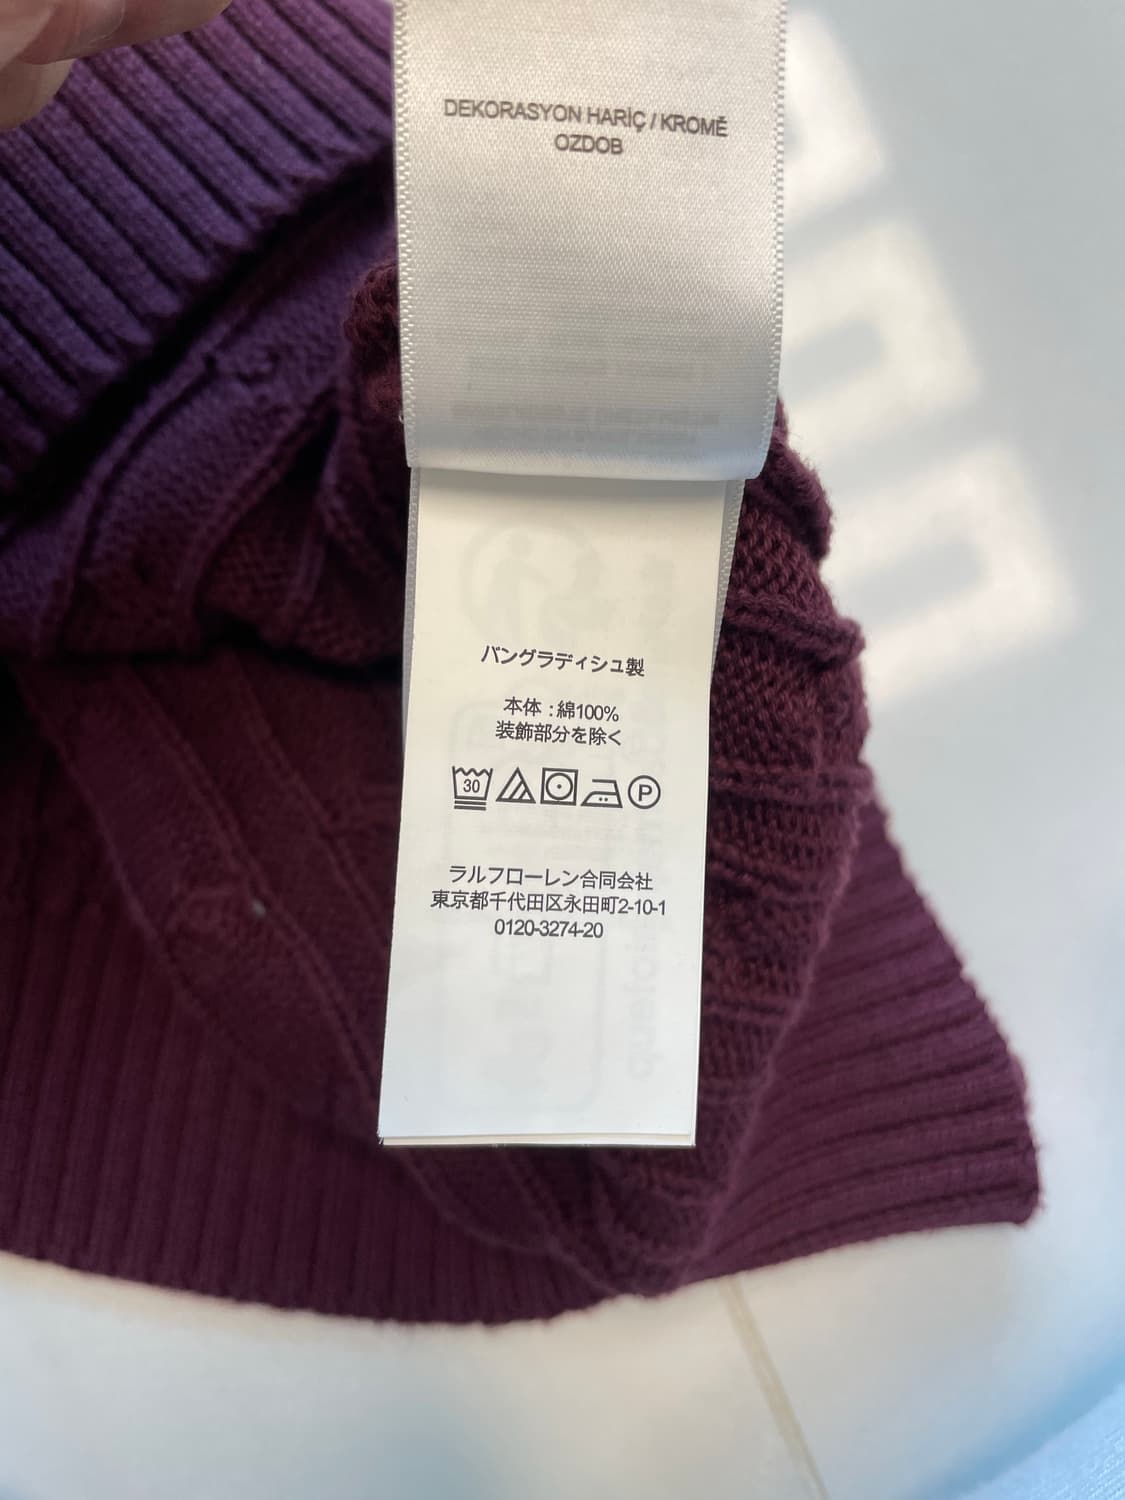 DEKORASYON HARİÇ / KROMĚ
OZDOB
バングラディシュ製
本体 : 綿100%
装飾部分を除く
30
P
ラルフローレン合同会社
東京都千代田区永田町2-10-1
0120-3274-20